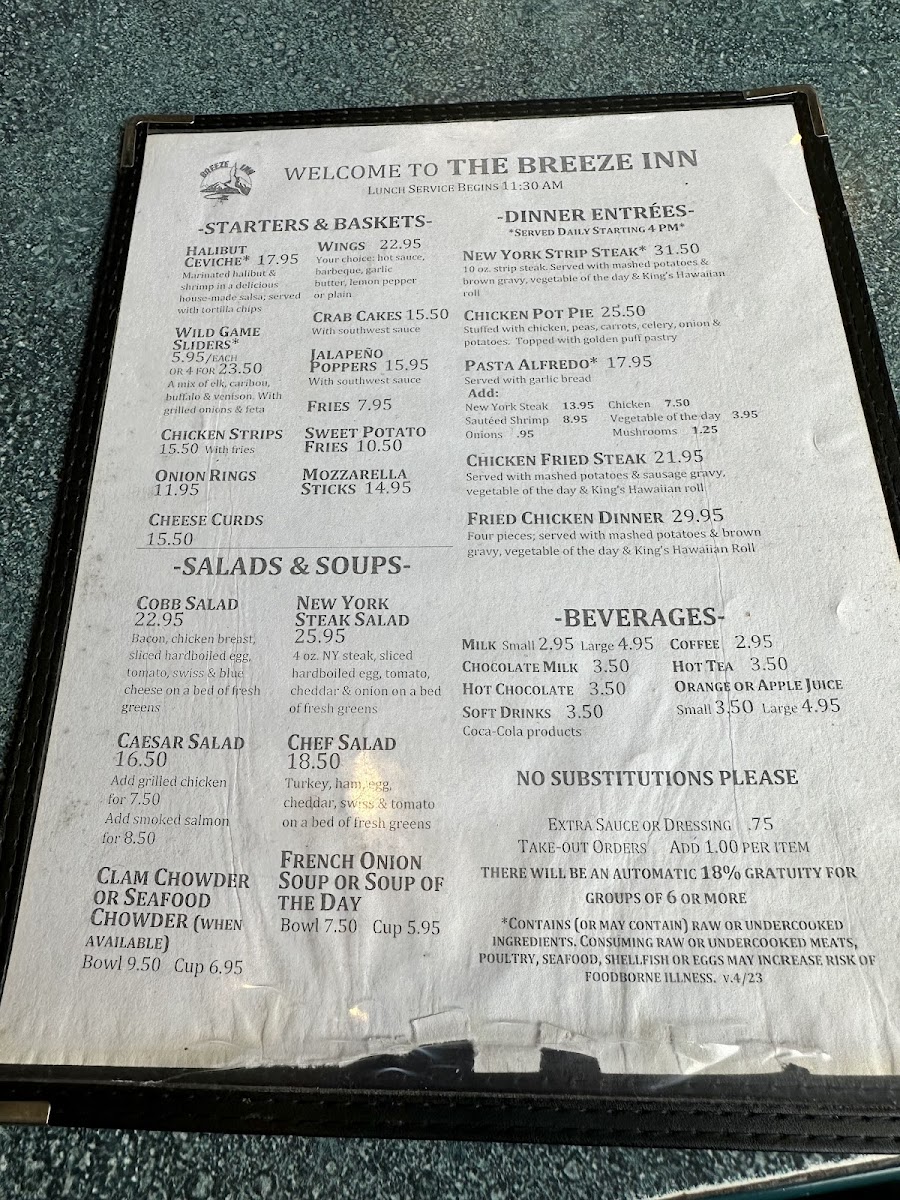 BREEZE INN
WELCOME TO THE BREEZE INN
LUNCH SERVICE BEGINS 11:30 AM
-STARTERS & BASKETS-
HALIBUT
CEVICHE* 17.95
Marinated halibut &
shrimp in a delicious
house-made salsa; served
with tortilla chips
WILD GAME
SLIDERS*
5.95/EACH
OR 4 FOR 23.50
A mix of elk, caribou,
buffalo & venison. With
grilled onions & feta
CHICKEN STRIPS
15.50 With fries
ONION RINGS
11.95
CHEESE CURDS
15.50
WINGS 22.95
Your choice: hot sauce,
barbeque, garlic
butter, lemon pepper
or plain
CRAB CAKES 15.50
With southwest sauce
JALAPEÑO
POPPERS 15.95
With southwest sauce
FRIES 7.95
SWEET POTATO
FRIES 10.50
MOZZARELLA
STICKS 14.95
-SALADS & SOUPS-
COBB SALAD
22.95
Bacon, chicken breast,
sliced hardboiled egg,
tomato, swiss & blue
cheese on a bed of fresh
greens
CAESAR SALAD
16.50
Add grilled chicken
for 7.50
Add smoked salmon
for 8.50
CLAM CHOWDER
OR SEAFOOD
CHOWDER (WHEN
AVAILABLE)
Bowl 9.50 Cup 6.95
NEW YORK
STEAK SALAD
25.95
4 oz. NY steak, sliced
hardboiled egg, tomato,
cheddar & onion on a bed
of fresh greens
CHEF SALAD
18.50
Turkey, ham, egg,
cheddar, swiss & tomato
on a bed of fresh greens
FRENCH ONION
SOUP OR SOUP OF
THE DAY
Bowl 7.50 Cup 5.95
-DINNER ENTRÉES-
*SERVED DAILY STARTING 4 PM*
NEW YORK STRIP STEAK* 31.50
10 oz. strip steak. Served with mashed potatoes &
brown gravy, vegetable of the day & King's Hawaiian
roll
CHICKEN POT PIE 25.50
Stuffed with chicken, peas, carrots, celery, onion &
potatoes. Topped with golden puff pastry
PASTA ALFREDO* 17.95
Served with garlic bread
Add:
New York Steak 13.95 Chicken 7.50
Sautéed Shrimp 8.95 Vegetable of the day 3.95
Onions .95 Mushrooms 1.25
CHICKEN FRIED STEAK 21.95
Served with mashed potatoes & sausage gravy,
vegetable of the day & King's Hawaiian roll
FRIED CHICKEN DINNER 29.95
Four pieces; served with mashed potatoes & brown
gravy, vegetable of the day & King's Hawaiian Roll
-BEVERAGES-
MILK Small 2.95 Large 4.95 COFFEE 2.95
CHOCOLATE MILK 3.50 HOT TEA 3.50
HOT CHOCOLATE 3.50 ORANGE OR APPLE JUICE
SOFT DRINKS 3.50 Small 3.50 Large 4.95
Coca-Cola products
NO SUBSTITUTIONS PLEASE
EXTRA SAUCE OR DRESSING .75
TAKE-OUT ORDERS ADD 1.00 PER ITEM
THERE WILL BE AN AUTOMATIC 18% GRATUITY FOR
GROUPS OF 6 OR MORE
*CONTAINS (OR MAY CONTAIN) RAW OR UNDERCOOKED
INGREDIENTS. CONSUMING RAW OR UNDERCOOKED MEATS,
POULTRY, SEAFOOD, SHELLFISH OR EGGS MAY INCREASE RISK OF
FOODBORNE ILLNESS. V.4/23